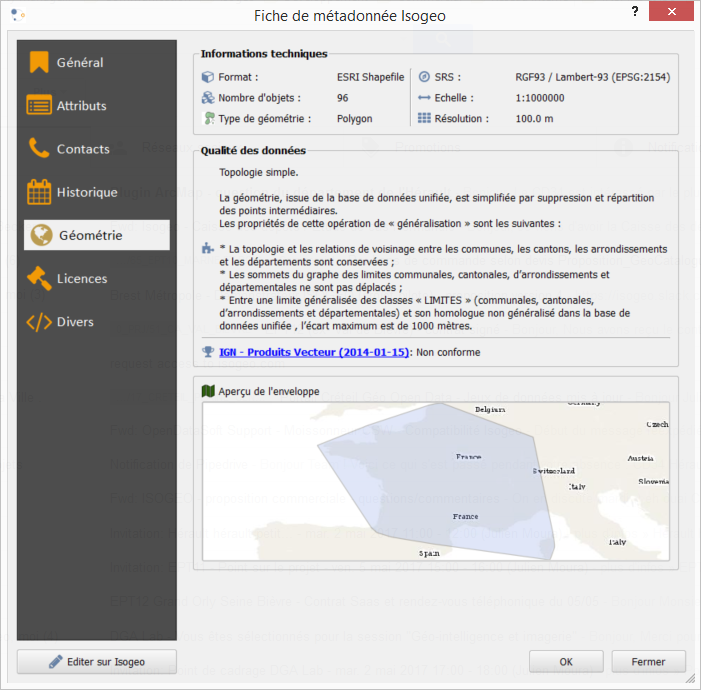 Fiche de métadonnée Isogeo
?
Général
Attributs
Contacts
Historique
Géométrie
Licences
Divers
Editer sur Isogeo
Informations techniques
Format : ESRI Shapefile
SRS : RGF93 / Lambert-93 (EPSG:2154)
Nombre d'objets : 96
Echelle : 1:1000000
Type de géométrie : Polygon
Résolution : 100.0 m
Qualité des données
Topologie simple.
La géométrie, issue de la base de données unifiée, est simplifiée par suppression et répartition
des points intermédiaires.
Les propriétés de cette opération de « généralisation » sont les suivantes :
* La topologie et les relations de voisinage entre les communes, les cantons, les arrondissements
et les départements sont conservées ;
* Les sommets du graphe des limites communales, cantonales, d'arrondissements et
départementales ne sont pas déplacés ;
* Entre une limite généralisée des classes « LIMITES » (communales, cantonales,
d'arrondissements et départementales) et son homologue non généralisé dans la base de
données unifiée , l'écart maximum est de 1000 mètres.
IGN - Produits Vecteur (2014-01-15): Non conforme
Aperçu de l'enveloppe
Belgium
Germany
Czech
France
Austria
Switzerland
Slovenia
Italy
France
Italy
Spain
OK
Fermer